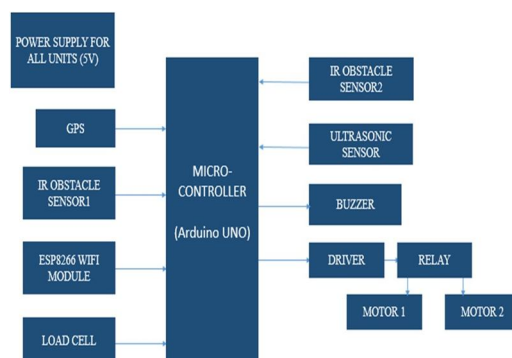 POWER SUPPLY FOR
ALL UNITS (5V)
GPS
IR OBSTACLE
SENSOR1
ESP8266 WIFI
MODULE
LOAD CELL
MICRO-
CONTROLLER
(Arduino UNO)
IR OBSTACLE
SENSOR2
ULTRASONIC
SENSOR
BUZZER
DRIVER
RELAY
MOTOR 1
MOTOR 2